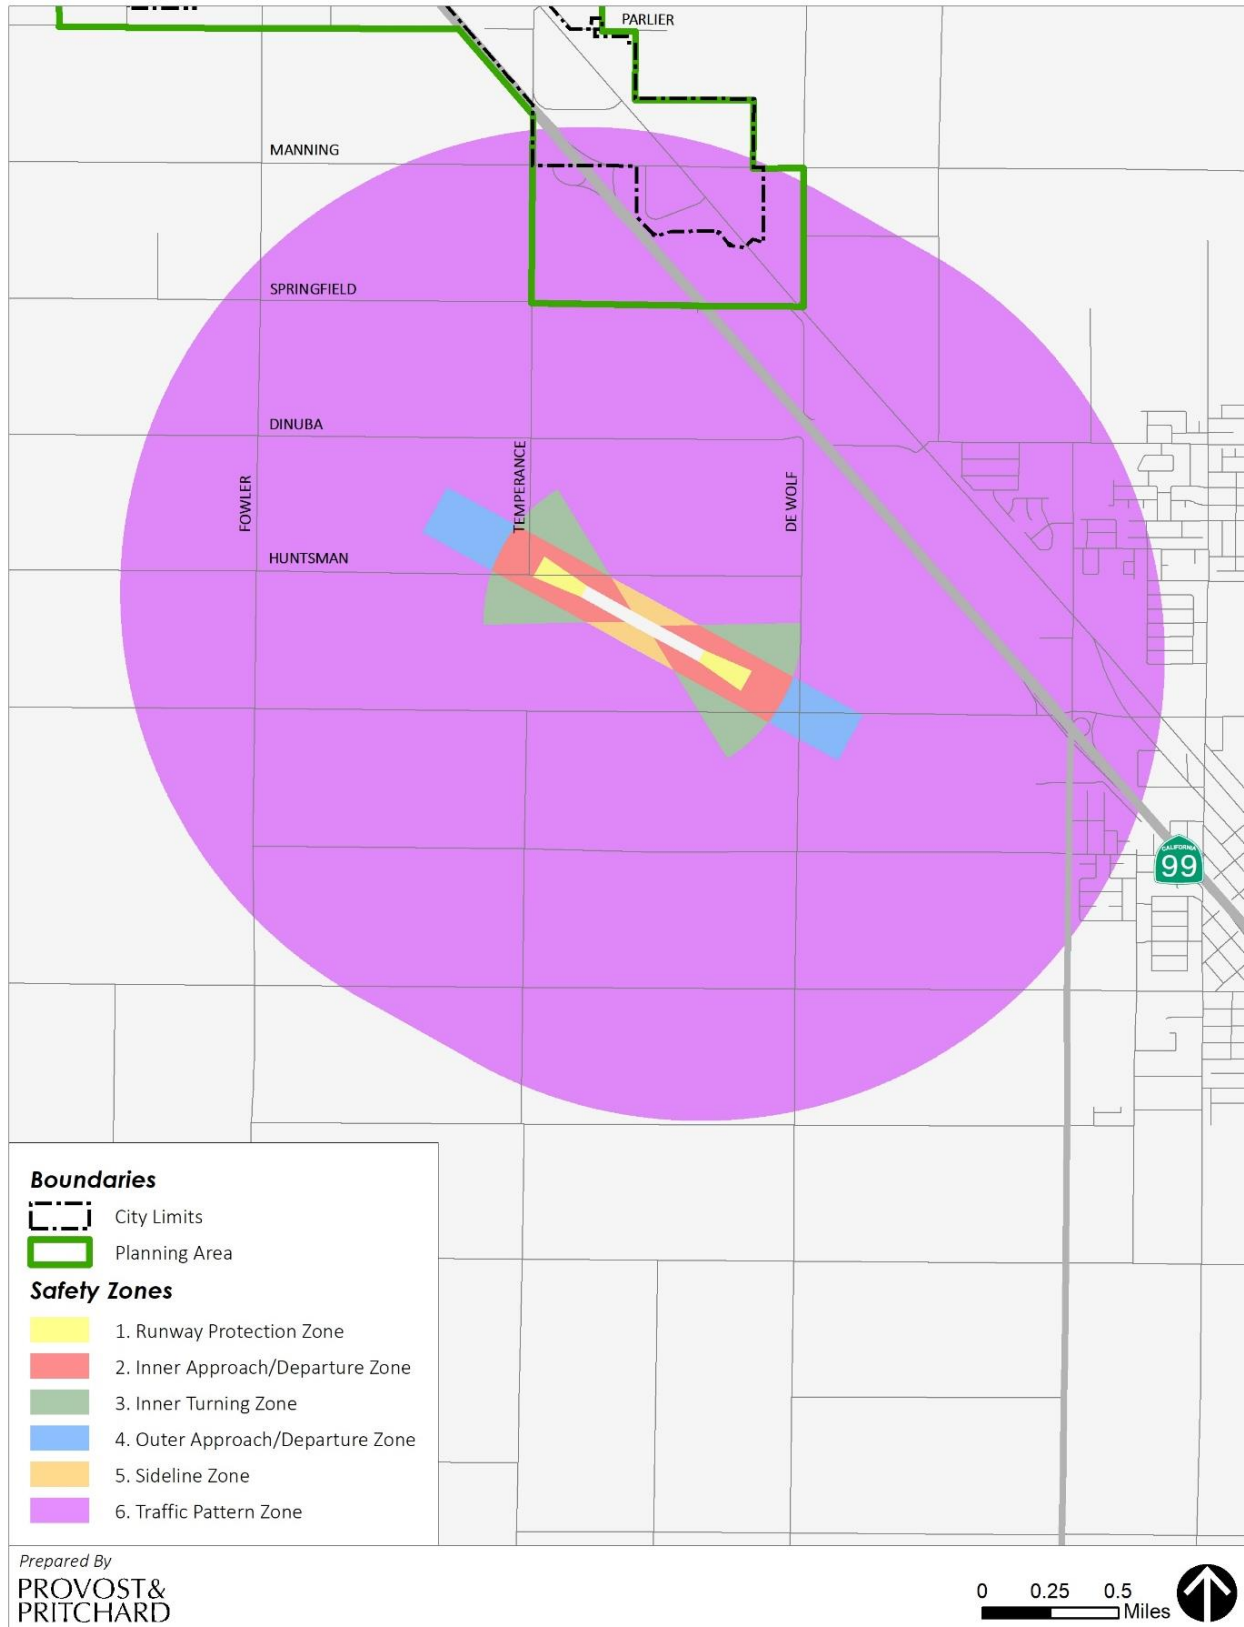 PARLIER
MANNING
SPRINGFIELD
DINUBA
FOWLER
TEMPERANCE
DE WOLF
HUNTSMAN
CALIFORNIA
99
Boundaries
City Limits
Planning Area
Safety Zones
1. Runway Protection Zone
2. Inner Approach/Departure Zone
3. Inner Turning Zone
4. Outer Approach/Departure Zone
5. Sideline Zone
6. Traffic Pattern Zone
Prepared By
PROVOST&
PRITCHARD
0 0.25 0.5
Miles